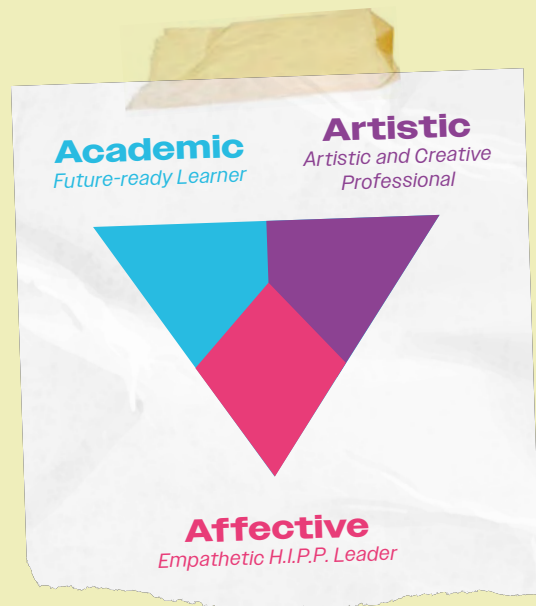 Academic
Future-ready Learner
Artistic
Artistic and Creative
Professional
Affective
Empathetic H.I.P.P. Leader